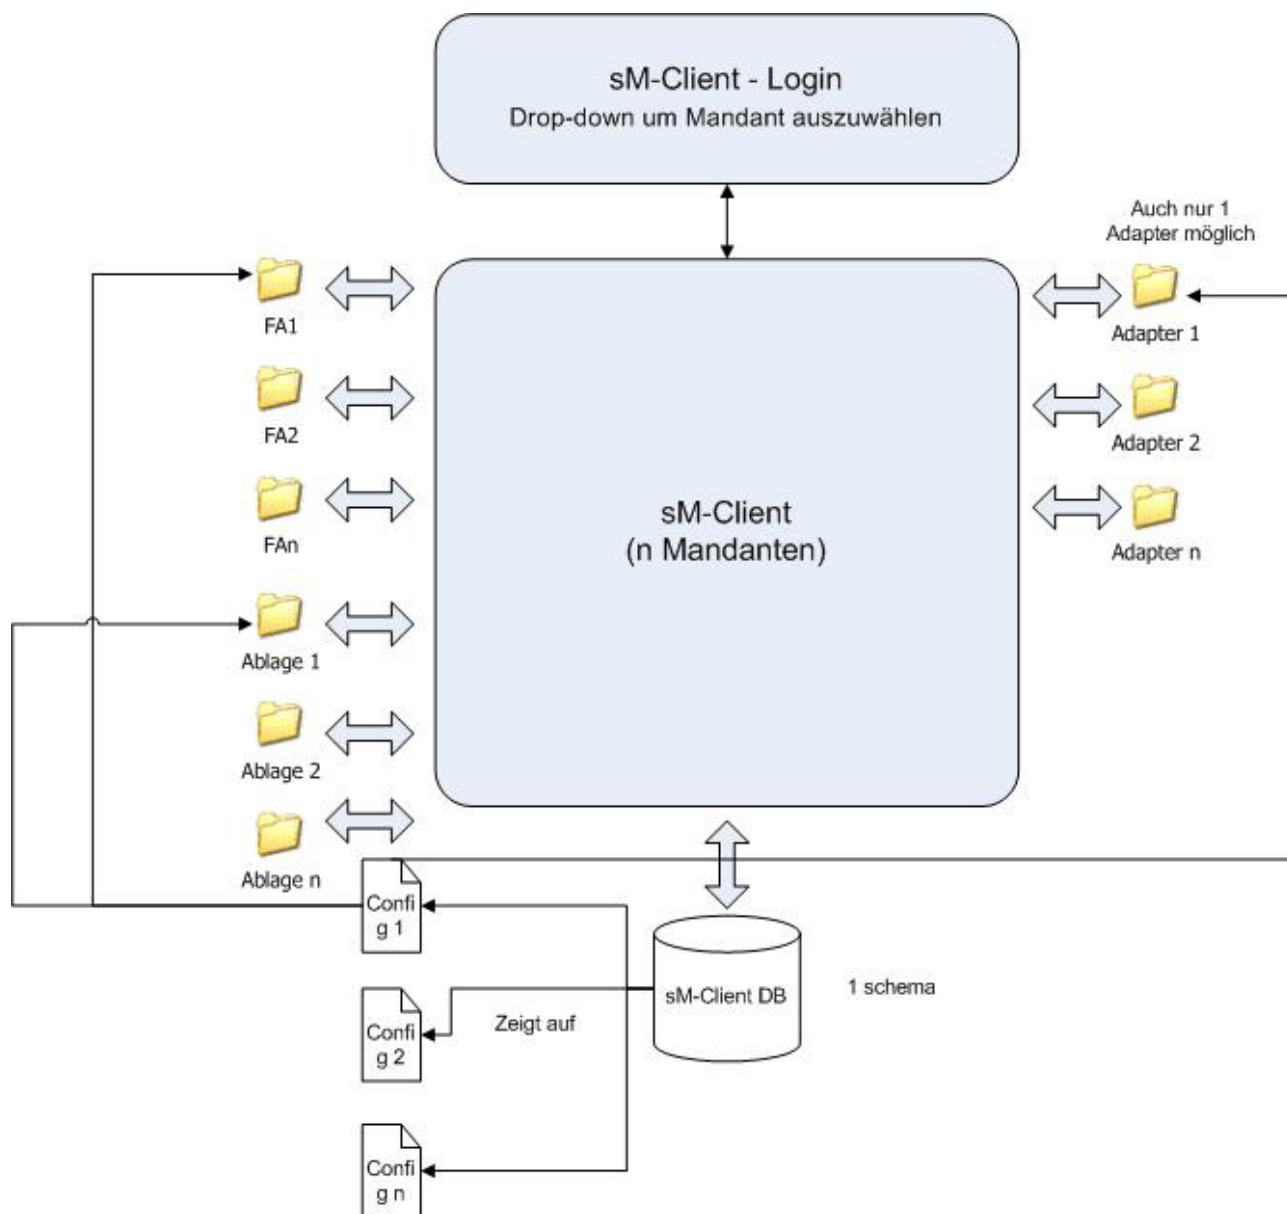 sM-Client - Login
Drop-down um Mandant auszuwählen
Auch nur 1
Adapter möglich
FA1
Adapter 1
FA2
Adapter 2
FAn
sM-Client
(n Mandanten)
Adapter n
Ablage 1
Ablage 2
Ablage n
Confi
g 1
sM-Client DB
1 schema
Zeigt auf
Confi
g 2
Confi
g n